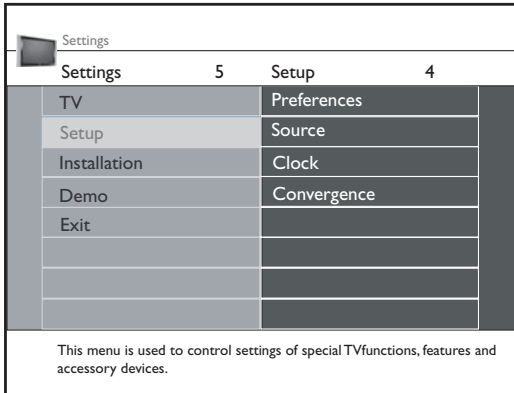 Settings
Settings 5 Setup 4
TV Preferences
Setup Source
Installation Clock
Demo Convergence
Exit
This menu is used to control settings of special TVfunctions, features and
accessory devices.